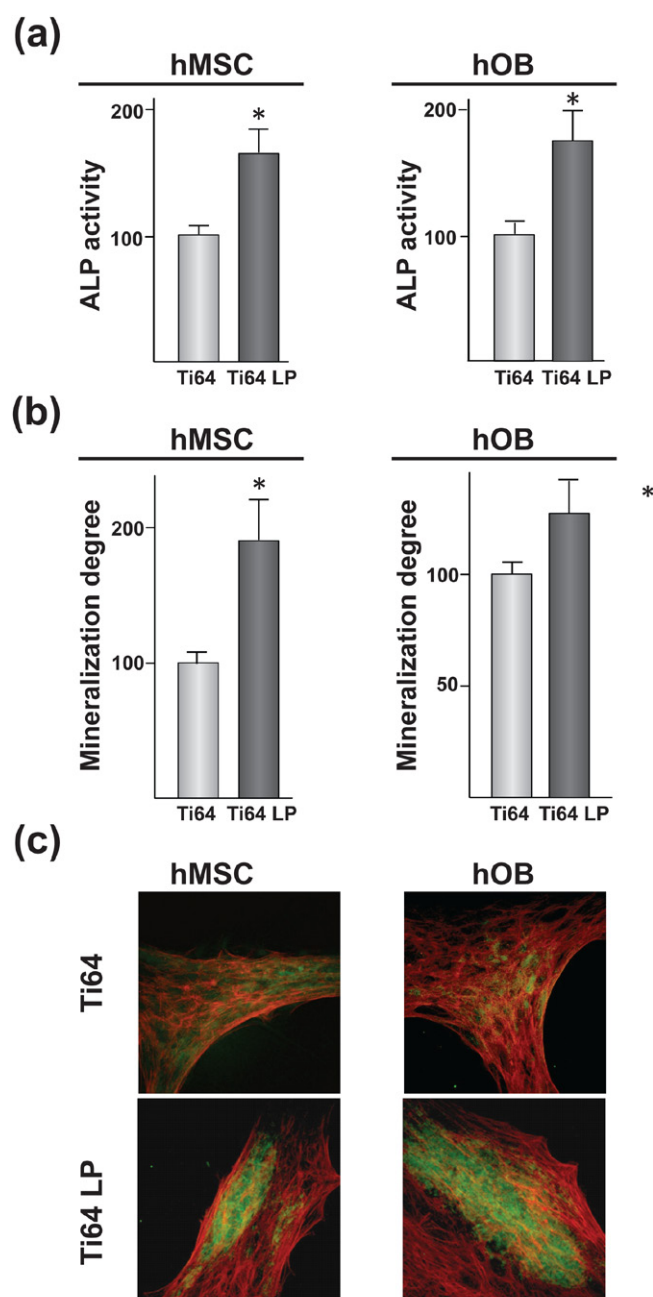 (a)
hMSC
hOB
ALP activity
200
100
*
Ti64 Ti64 LP
ALP activity
200
100
*
Ti64 Ti64 LP
(b)
hMSC
hOB
Mineralization degree
200
100
*
Ti64 Ti64 LP
Mineralization degree
100
50
*
Ti64 Ti64 LP
(c)
hMSC
hOB
Ti64
Ti64 LP